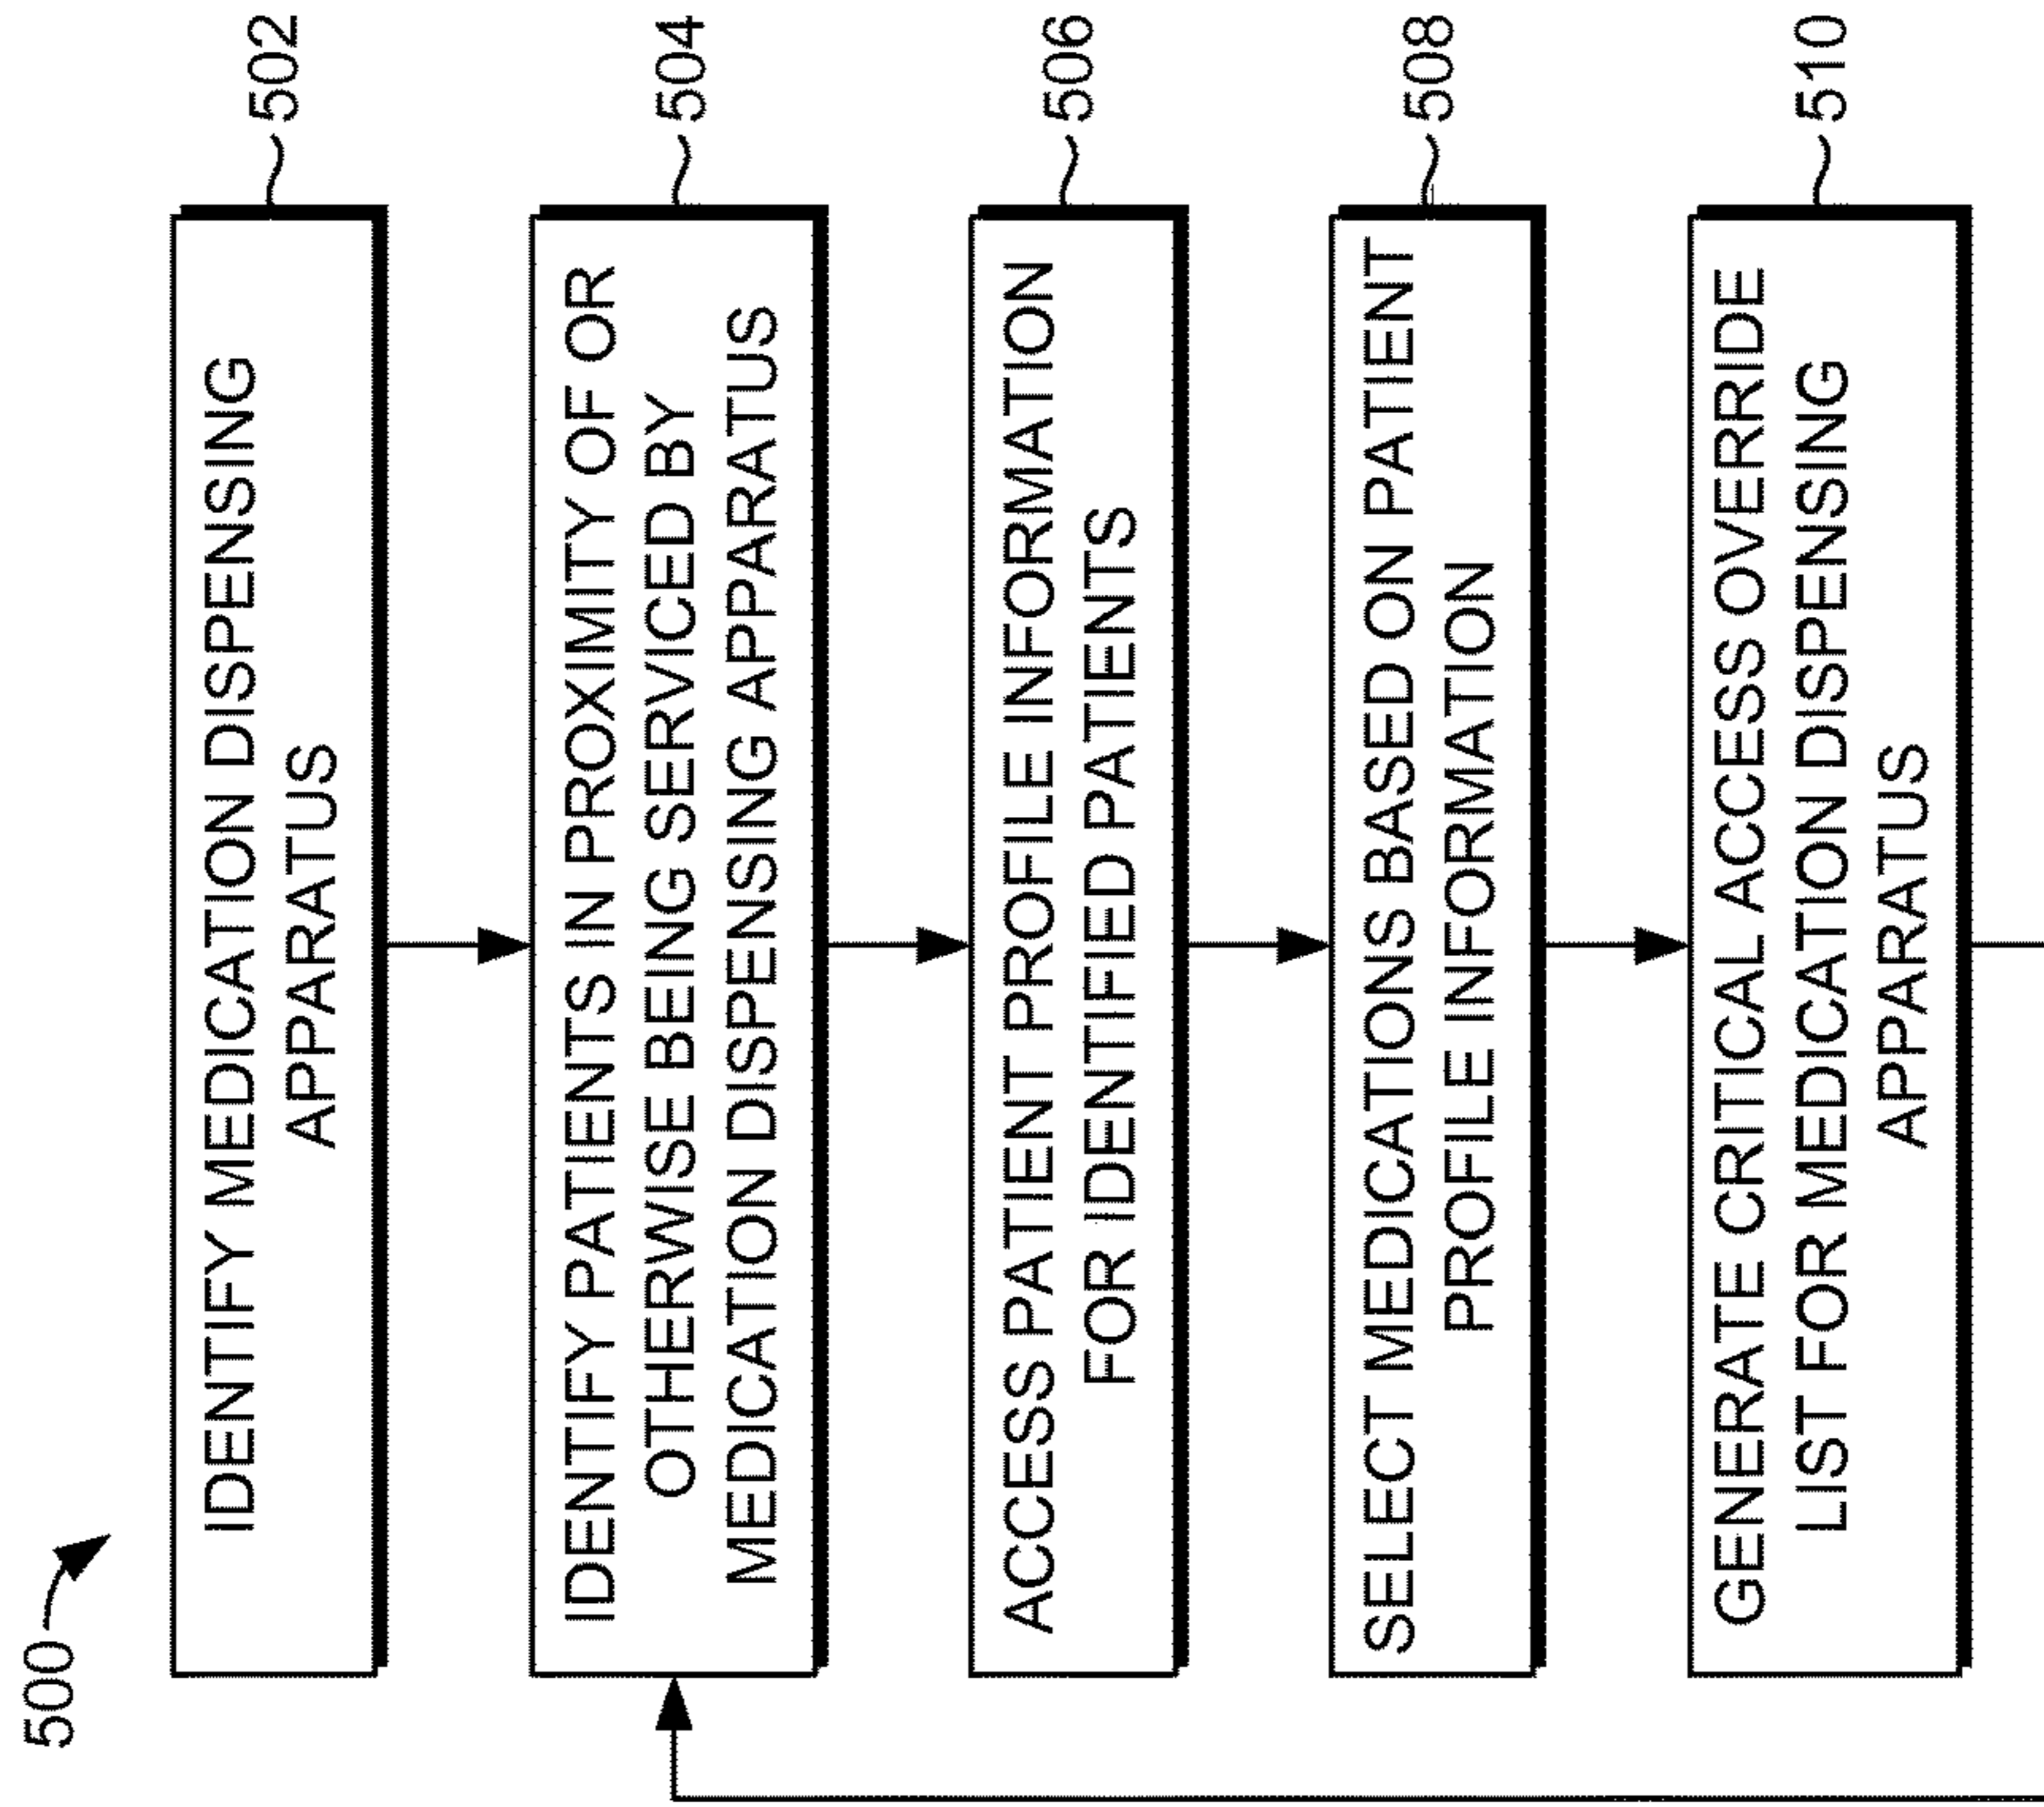 500
IDENTIFY MEDICATION DISPENSING
APPARATUS
502
IDENTIFY PATIENTS IN PROXIMITY OF OR
OTHERWISE BEING SERVICED BY
MEDICATION DISPENSING APPARATUS
504
ACCESS PATIENT PROFILE INFORMATION
FOR IDENTIFIED PATIENTS
506
SELECT MEDICATIONS BASED ON PATIENT
PROFILE INFORMATION
508
GENERATE CRITICAL ACCESS OVERRIDE
LIST FOR MEDICATION DISPENSING
APPARATUS
510